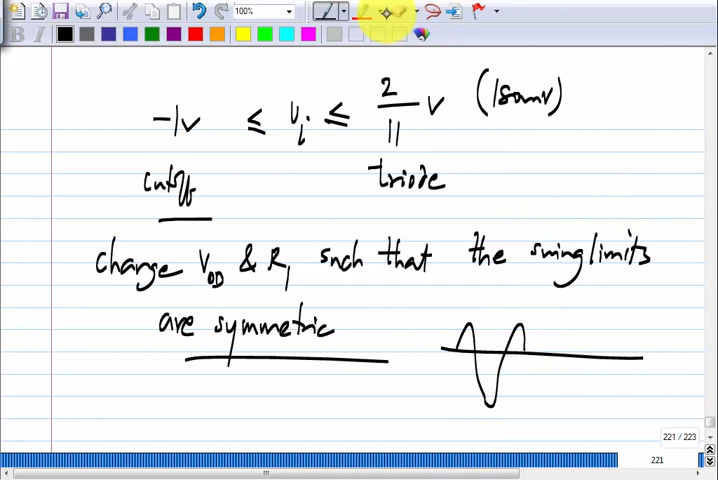 100%
-1V ≤ Vi ≤ 2/11 V (180mV)
cutoff triode
change VDD & R1 such that the swing limits
are symmetric
221 / 223
221